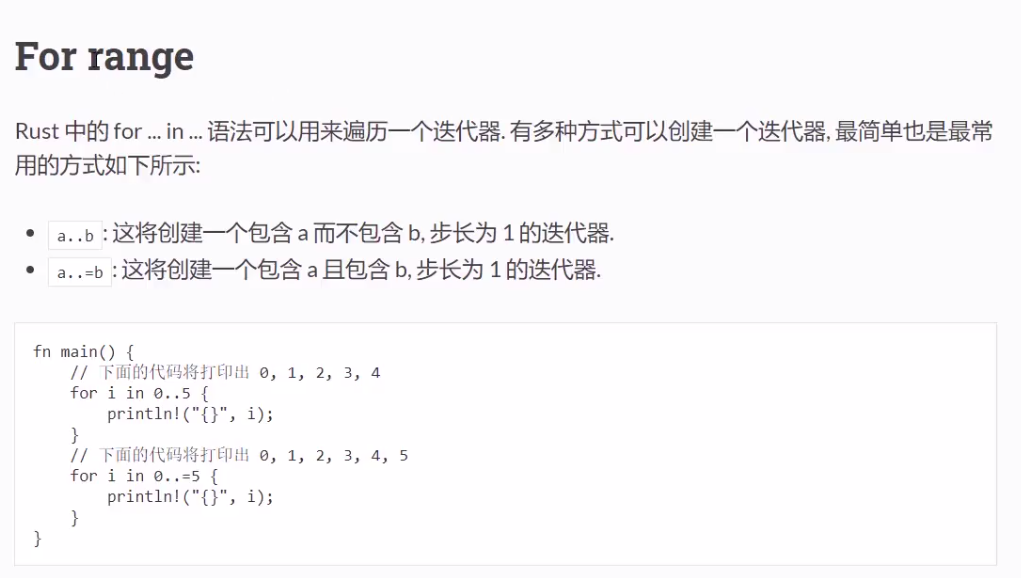 For range
Rust 中的 for ... in ... 语法可以用来遍历一个迭代器. 有多种方式可以创建一个迭代器, 最简单也是最常
用的方式如下所示:
• a..b : 这将创建一个包含 a 而不包含 b, 步长为 1 的迭代器.
• a..=b : 这将创建一个包含 a 且包含 b, 步长为 1 的迭代器.
fn main() {
    // 下面的代码将打印出 0, 1, 2, 3, 4
    for i in 0..5 {
        println!("{}", i);
    }
    // 下面的代码将打印出 0, 1, 2, 3, 4, 5
    for i in 0..=5 {
        println!("{}", i);
    }
}